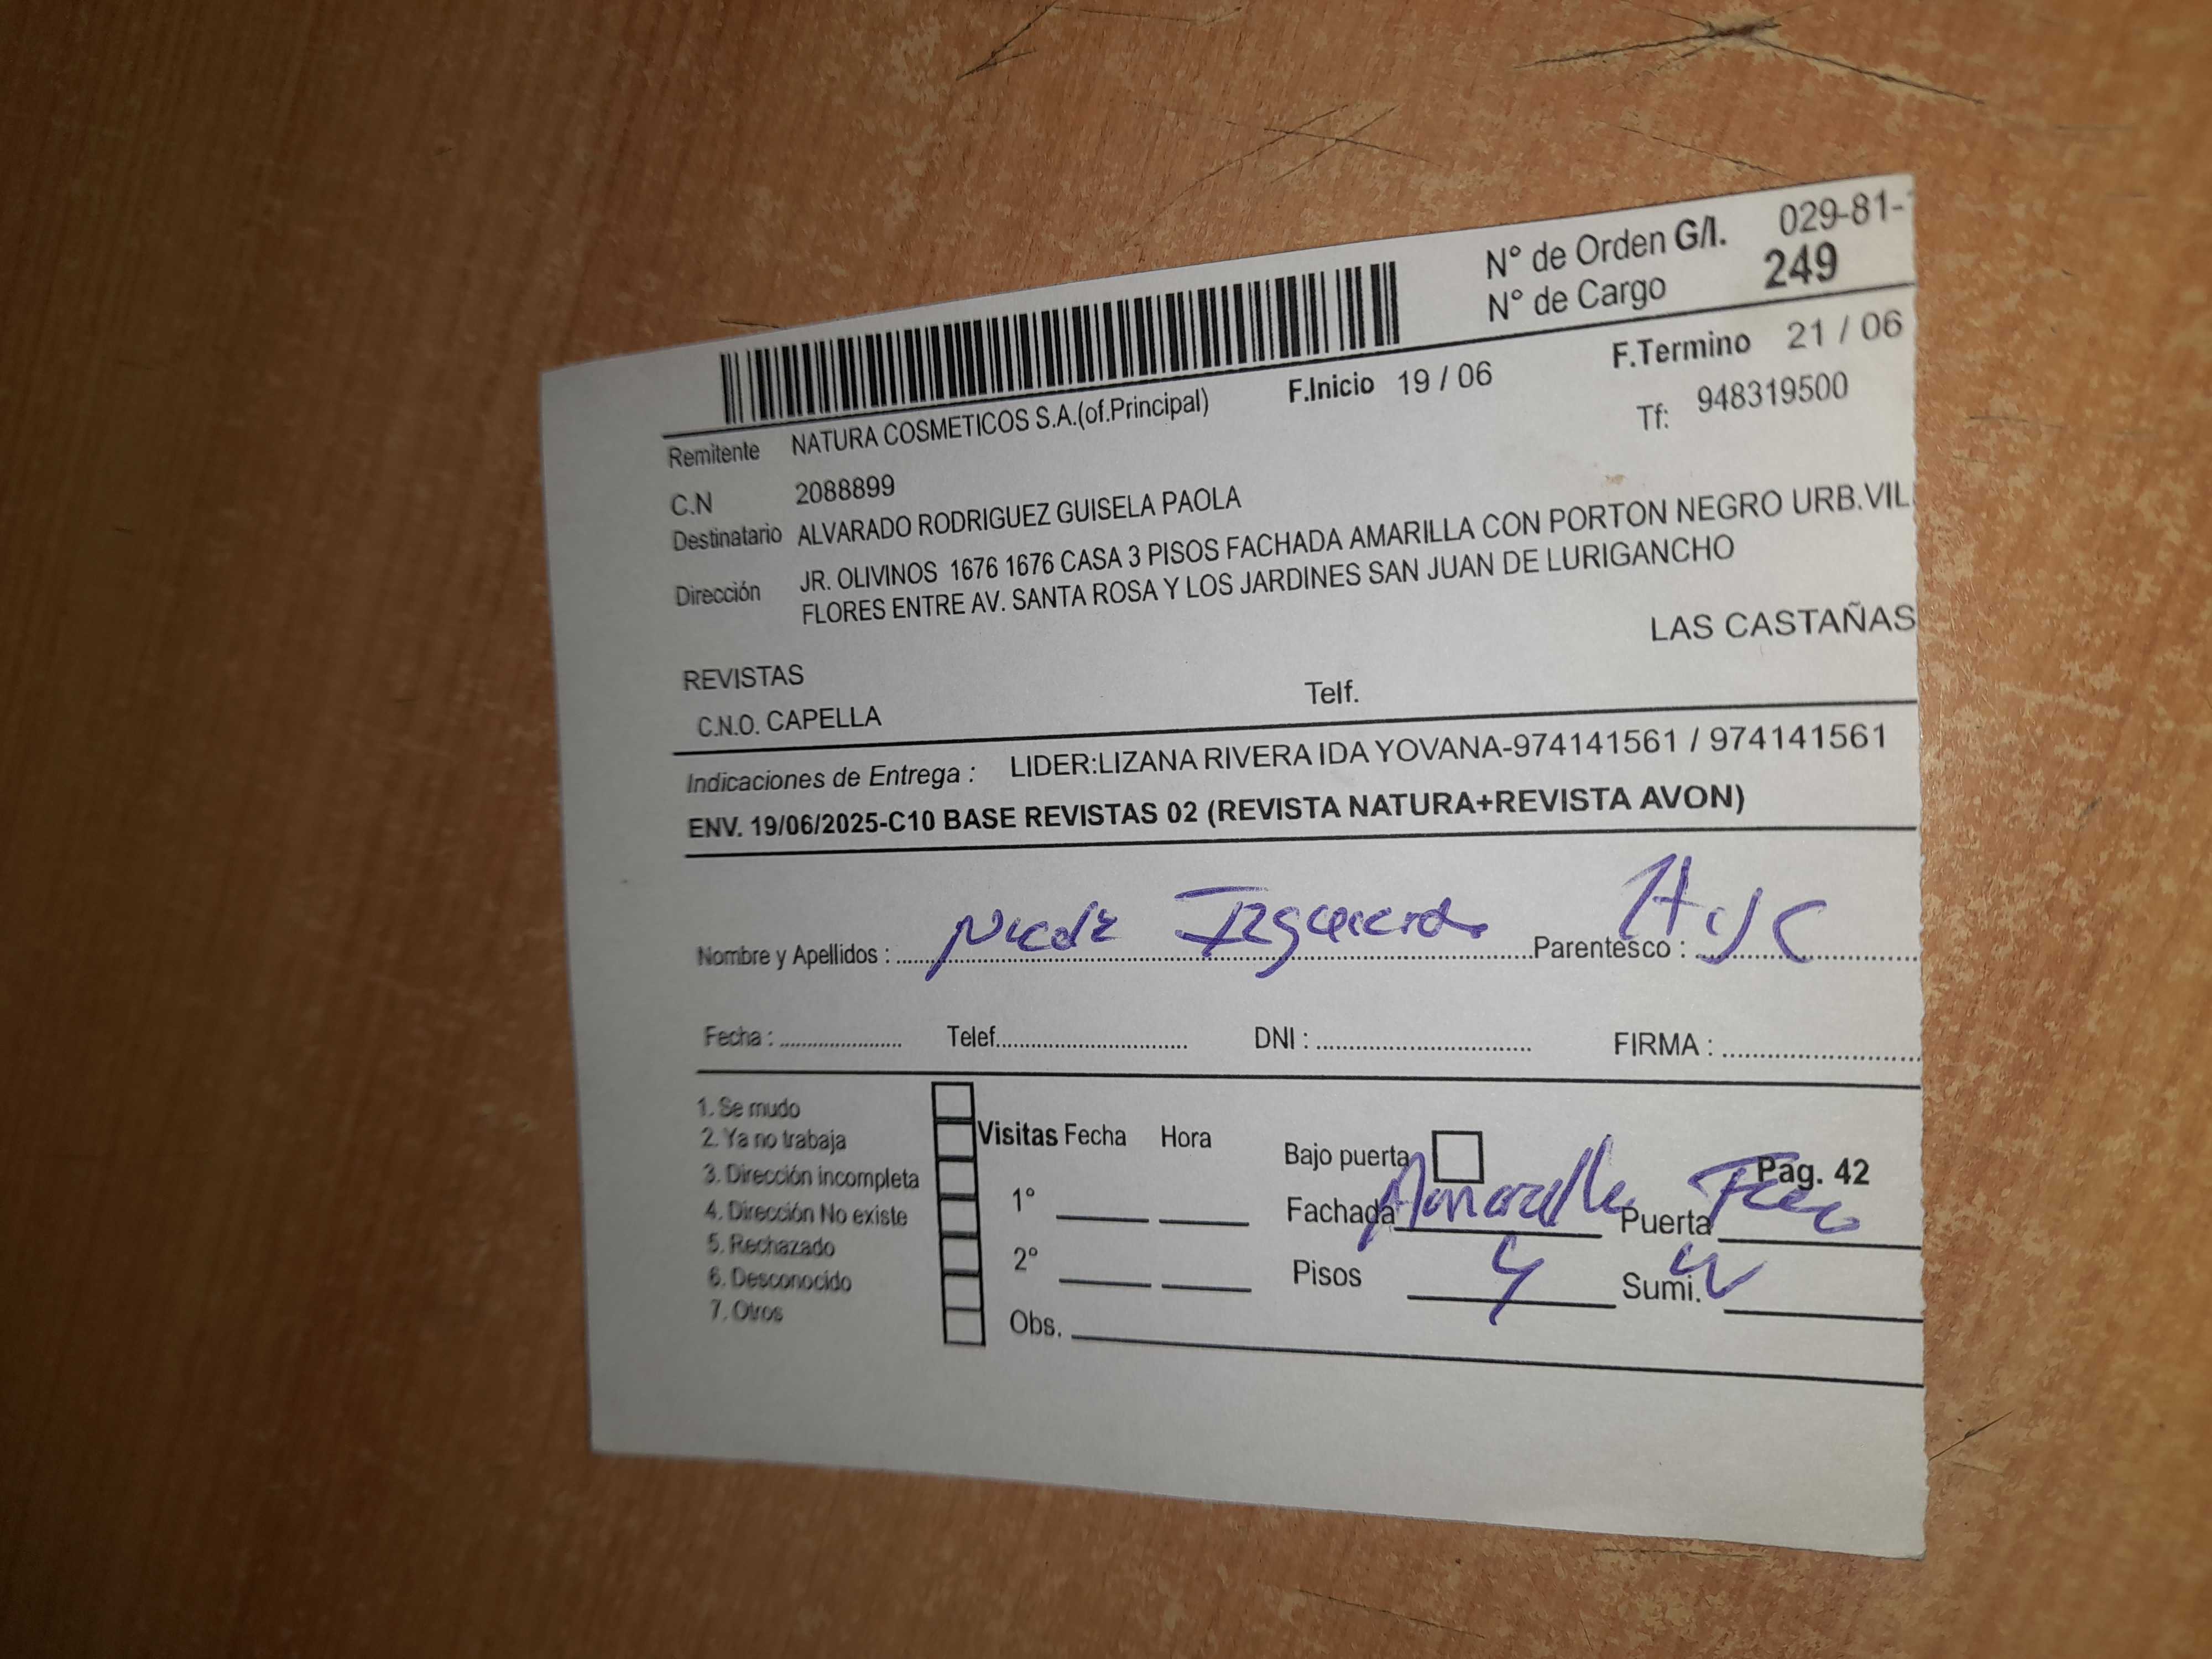 N° de Orden G/I. 029-81-
N° de Cargo 249
F.Inicio 19 / 06 F.Termino 21 / 06
Remitente NATURA COSMETICOS S.A.(of.Principal)
Tf: 948319500
C.N 2088899
Destinatario ALVARADO RODRIGUEZ GUISELA PAOLA
Dirección JR. OLIVINOS 1676 1676 CASA 3 PISOS FACHADA AMARILLA CON PORTON NEGRO URB.VIL
FLORES ENTRE AV. SANTA ROSA Y LOS JARDINES SAN JUAN DE LURIGANCHO
LAS CASTAÑAS
REVISTAS
C.N.O. CAPELLA Telf.
Indicaciones de Entrega : LIDER:LIZANA RIVERA IDA YOVANA-974141561 / 974141561
ENV. 19/06/2025-C10 BASE REVISTAS 02 (REVISTA NATURA+REVISTA AVON)
Nombre y Apellidos : Izquierdo Parentesco :
Fecha : Telef. DNI : FIRMA :
1. Se mudo
2. Ya no trabaja
3. Dirección incompleta
4. Dirección No existe
5. Rechazado
6. Desconocido
7. Otros
Visitas Fecha Hora
1°
2°
Obs.
Bajo puerta Pag. 42
Fachada Amarilla Puerta
Pisos 4 Sumi.